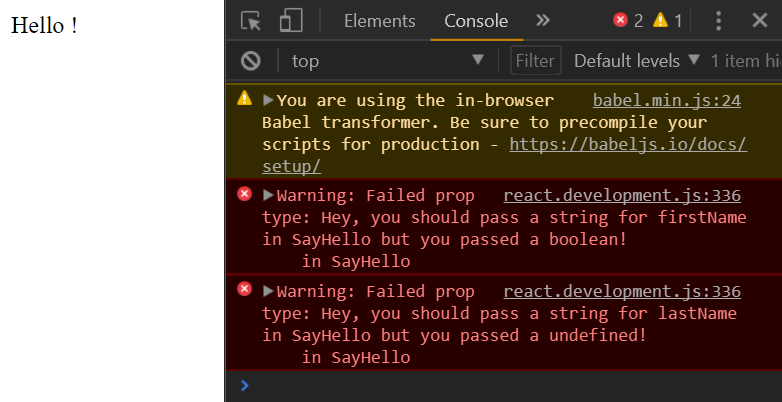 Hello !
Elements Console » 2 1
top Filter Default levels 1 item hi
You are using the in-browser babel.min.js:24
Babel transformer. Be sure to precompile your
scripts for production - https://babeljs.io/docs/
setup/
Warning: Failed prop react.development.js:336
type: Hey, you should pass a string for firstName
in SayHello but you passed a boolean!
in SayHello
Warning: Failed prop react.development.js:336
type: Hey, you should pass a string for lastName
in SayHello but you passed a undefined!
in SayHello